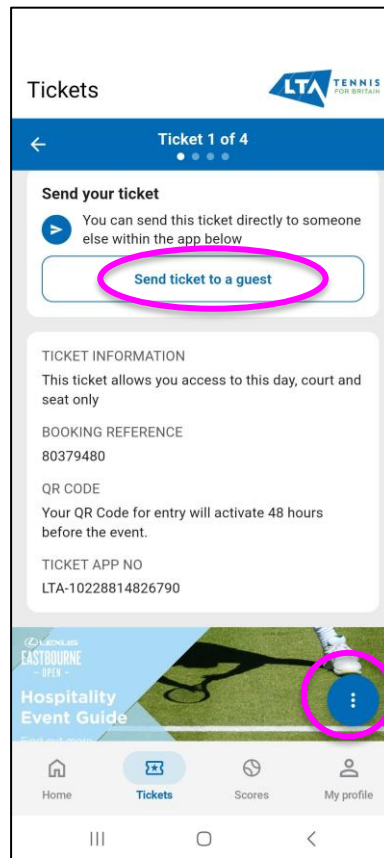 Tickets
LTA TENNIS
FOR BRITAIN
Ticket 1 of 4
Send your ticket
You can send this ticket directly to someone
else within the app below
Send ticket to a guest
TICKET INFORMATION
This ticket allows you access to this day, court and
seat only
BOOKING REFERENCE
80379480
QR CODE
Your QR Code for entry will activate 48 hours
before the event.
TICKET APP NO
LTA-10228814826790
LEXUS
EASTBOURNE
- OPEN -
Hospitality
Event Guide
Find out more
Home
Tickets
Scores
My profile